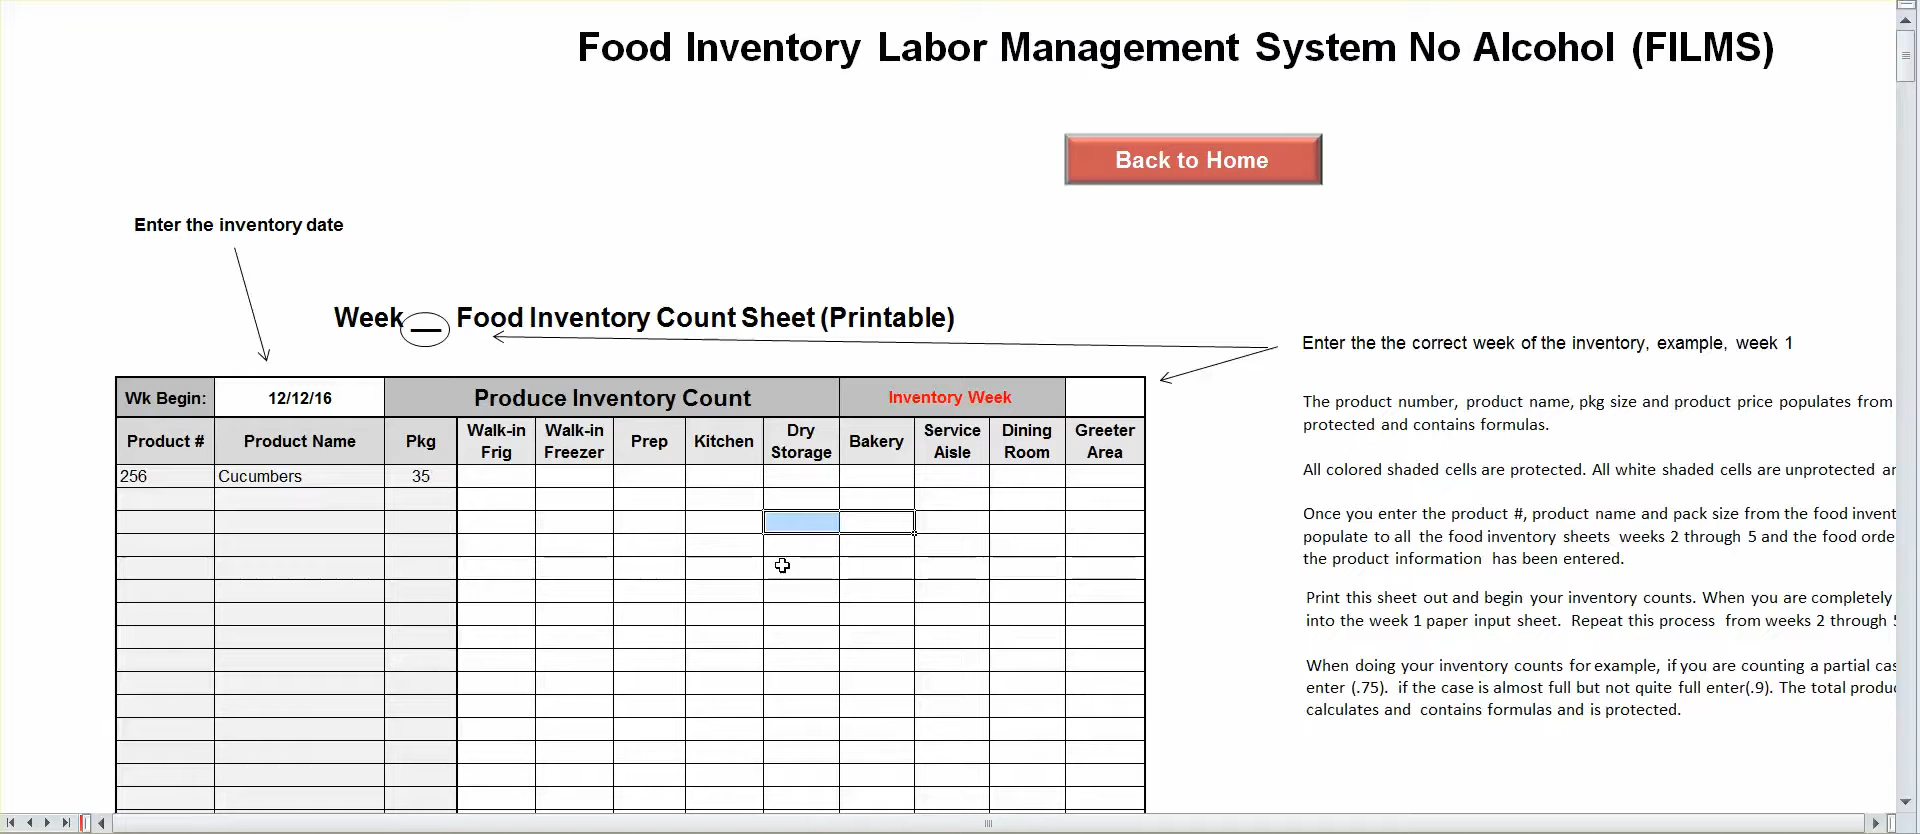 Food Inventory Labor Management System No Alcohol (FILMS)
Back to Home
Enter the inventory date
Week __ Food Inventory Count Sheet (Printable)
Enter the the correct week of the inventory, example, week 1
Wk Begin: 12/12/16 Produce Inventory Count Inventory Week
Product # Product Name Pkg Walk-in Frig Walk-in Freezer Prep Kitchen Dry Storage Bakery Service Aisle Dining Room Greeter Area
256 Cucumbers 35
The product number, product name, pkg size and product price populates from
protected and contains formulas.
All colored shaded cells are protected. All white shaded cells are unprotected
Once you enter the product #, product name and pack size from the food
populate to all the food inventory sheets weeks 2 through 5 and the food
the product information has been entered.
Print this sheet out and begin your inventory counts. When you are completely
into the week 1 paper input sheet. Repeat this process from weeks 2 through
When doing your inventory counts for example, if you are counting a partial
enter (.75). if the case is almost full but not quite full enter(.9). The total
calculates and contains formulas and is protected.